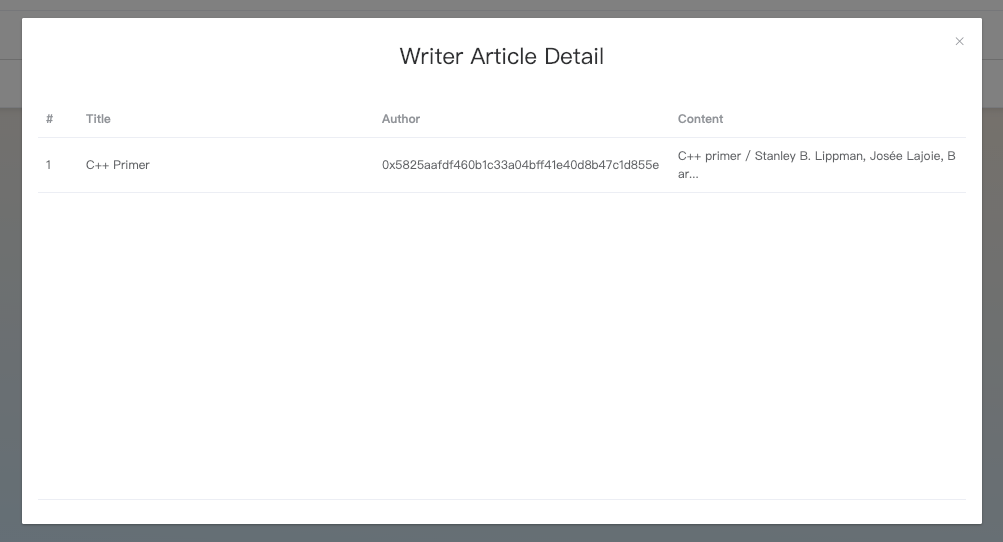 Writer Article Detail
×
# Title Author Content
1 C++ Primer 0x5825aafdf460b1c33a04bff41e40d8b47c1d855e C++ primer / Stanley B. Lippman, Josée Lajoie, B
ar...